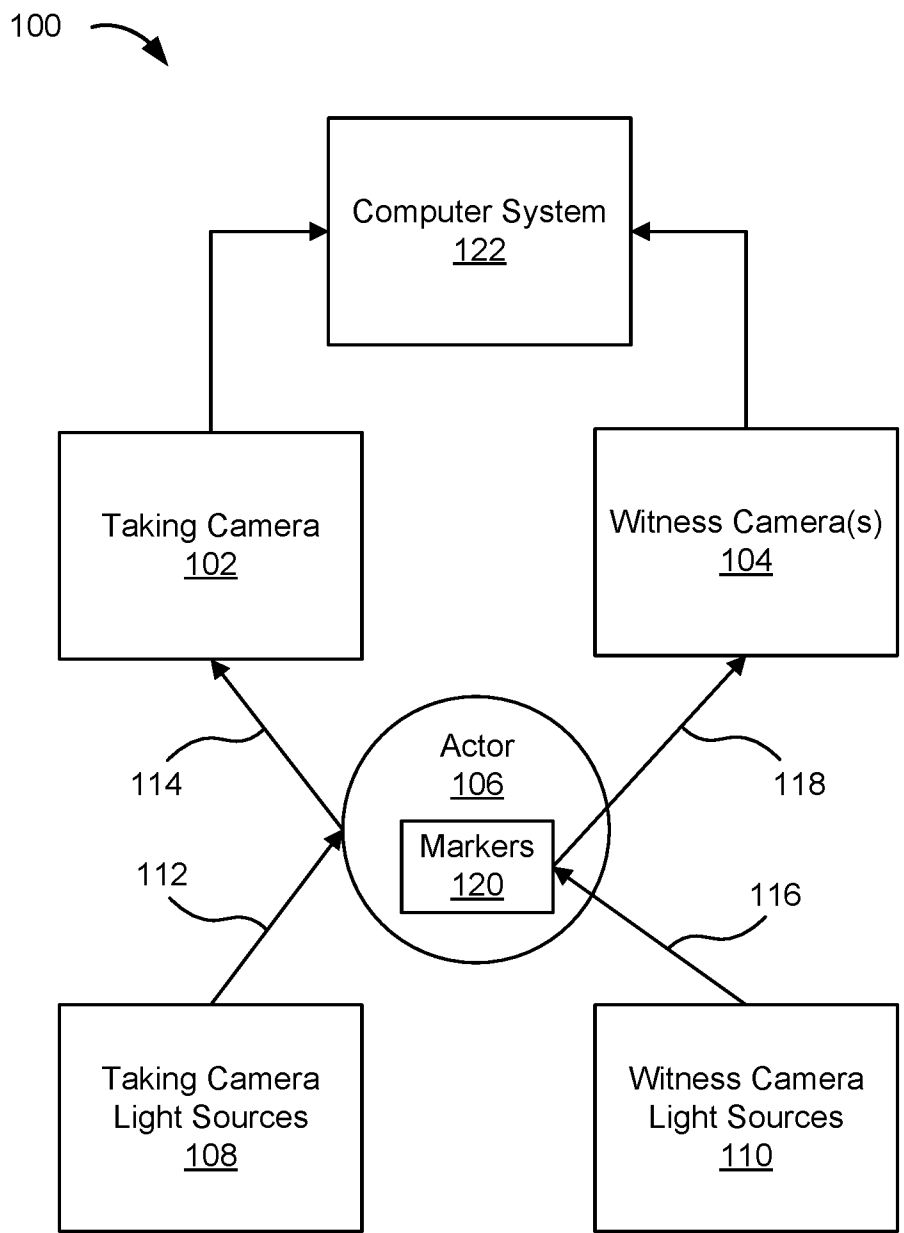 100
Computer System
122
Taking Camera
102
Witness Camera(s)
104
114
Actor
106
118
Markers
120
112
116
Taking Camera
Light Sources
108
Witness Camera
Light Sources
110